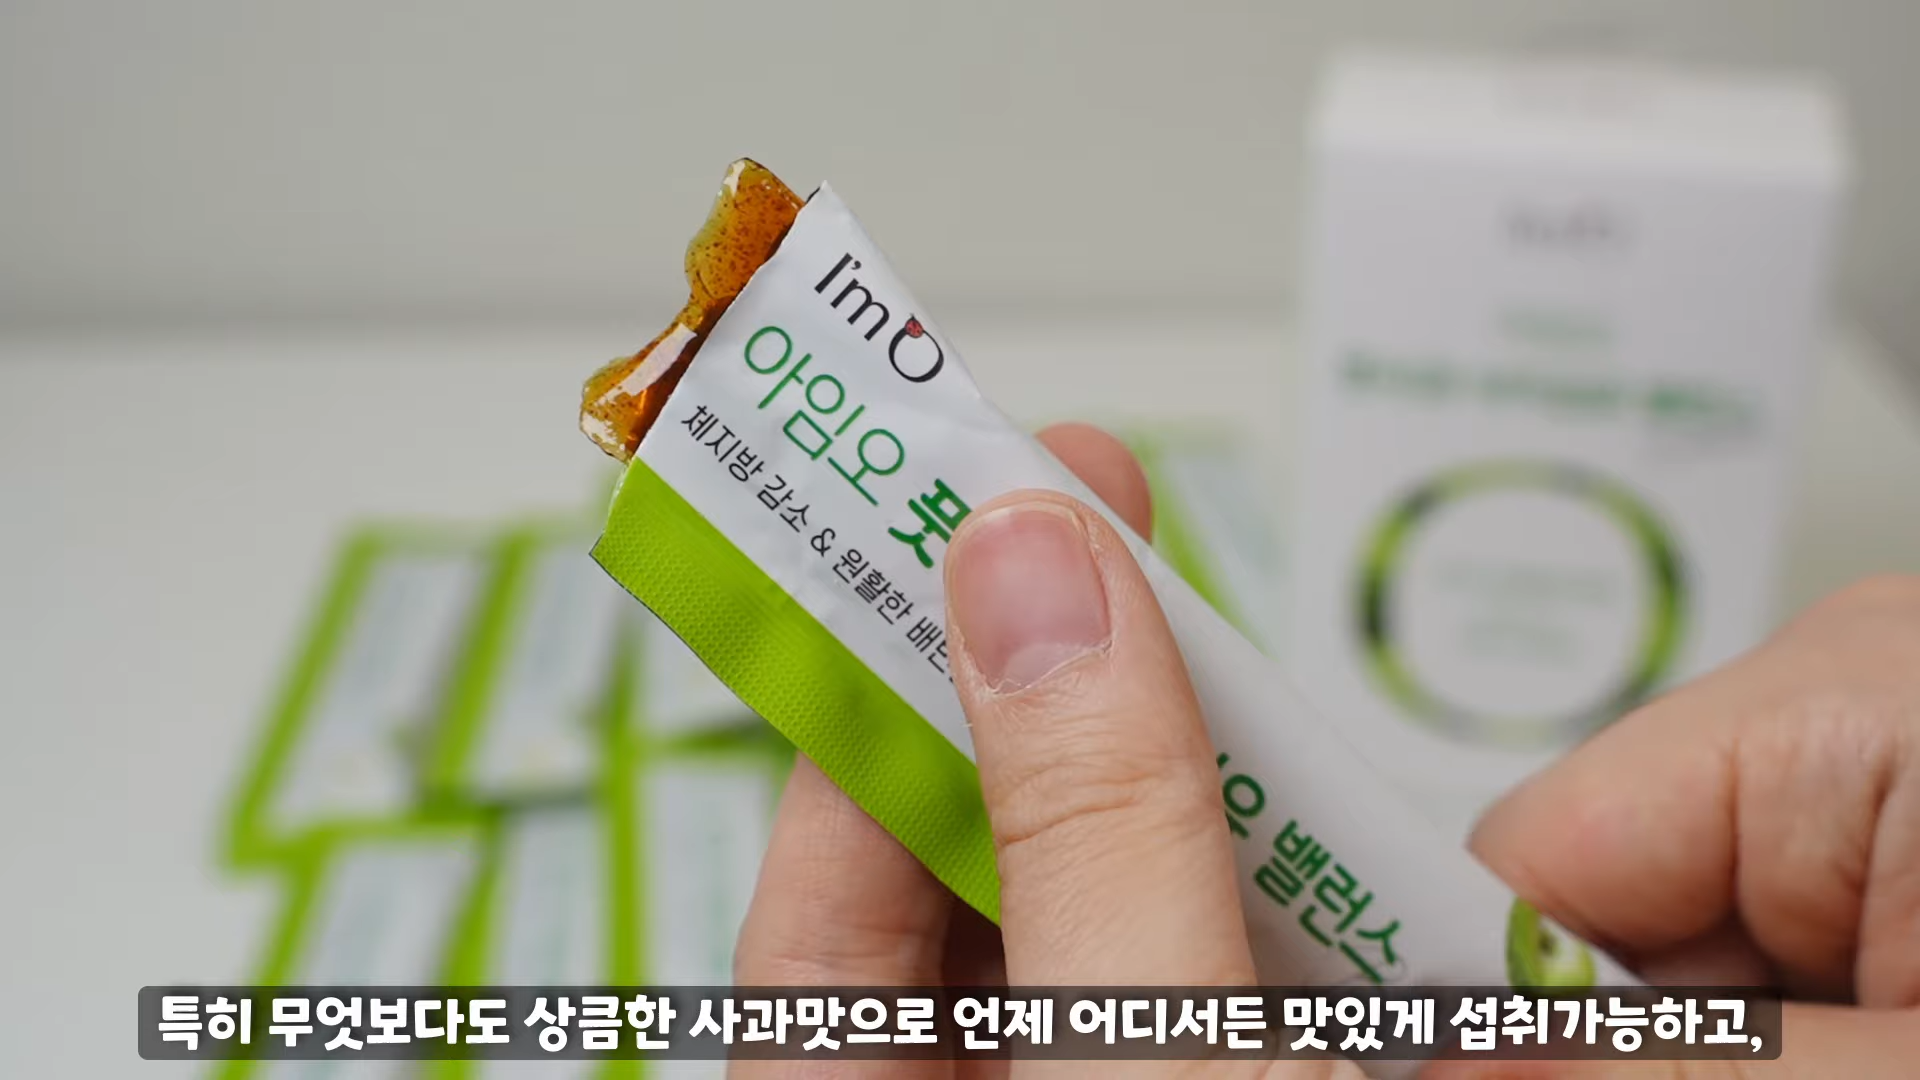 I'm O
아임오 풋
체지방 감소 & 원활한
밸런스
특히 무엇보다도 상큼한 사과맛으로 언제 어디서든 맛있게 섭취가능하고,